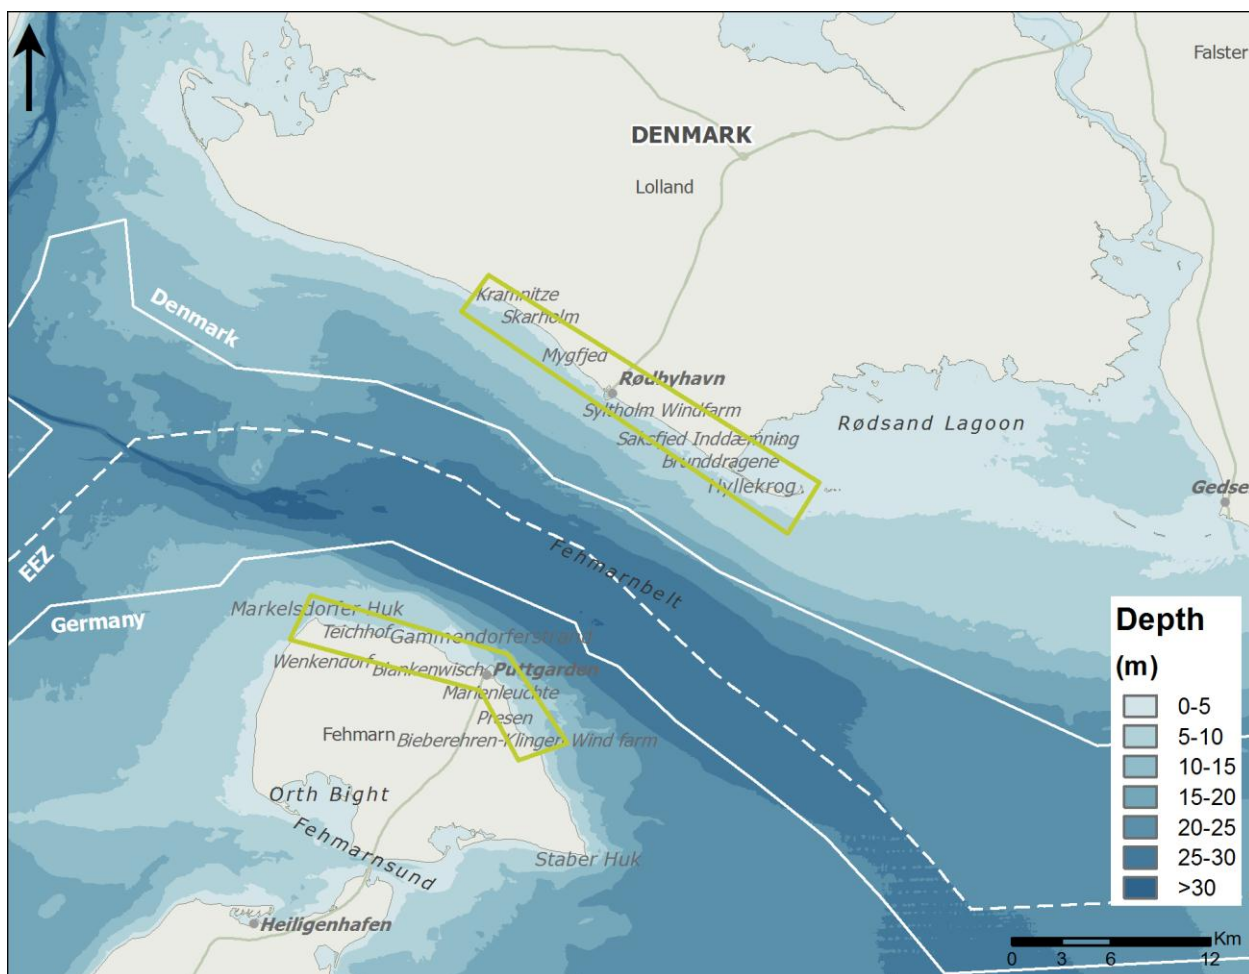 Falster
DENMARK
Lolland
Kramnitze
Skarholm
Denmark
Mygfjed
Rødbyhavn
Syltholm Windfarm
Rødsand Lagoon
Saksfjed Inddæmning
Brunddragene
Hyllekrog
Gedse
Fehmarnbelt
EEZ
Germany
Markelsdorfer Huk
Teichhof
Gammendorferstrand
Wenkendorf
Blankenwisch
Puttgarden
Marienleuchte
Presen
Fehmarn
Bieberehren-Klingen Wind farm
Orth Bight
Fehmarnsund
Staber Huk
Heiligenhafen
Depth
(m)
0-5
5-10
10-15
15-20
20-25
25-30
>30
Km
0 3 6 12